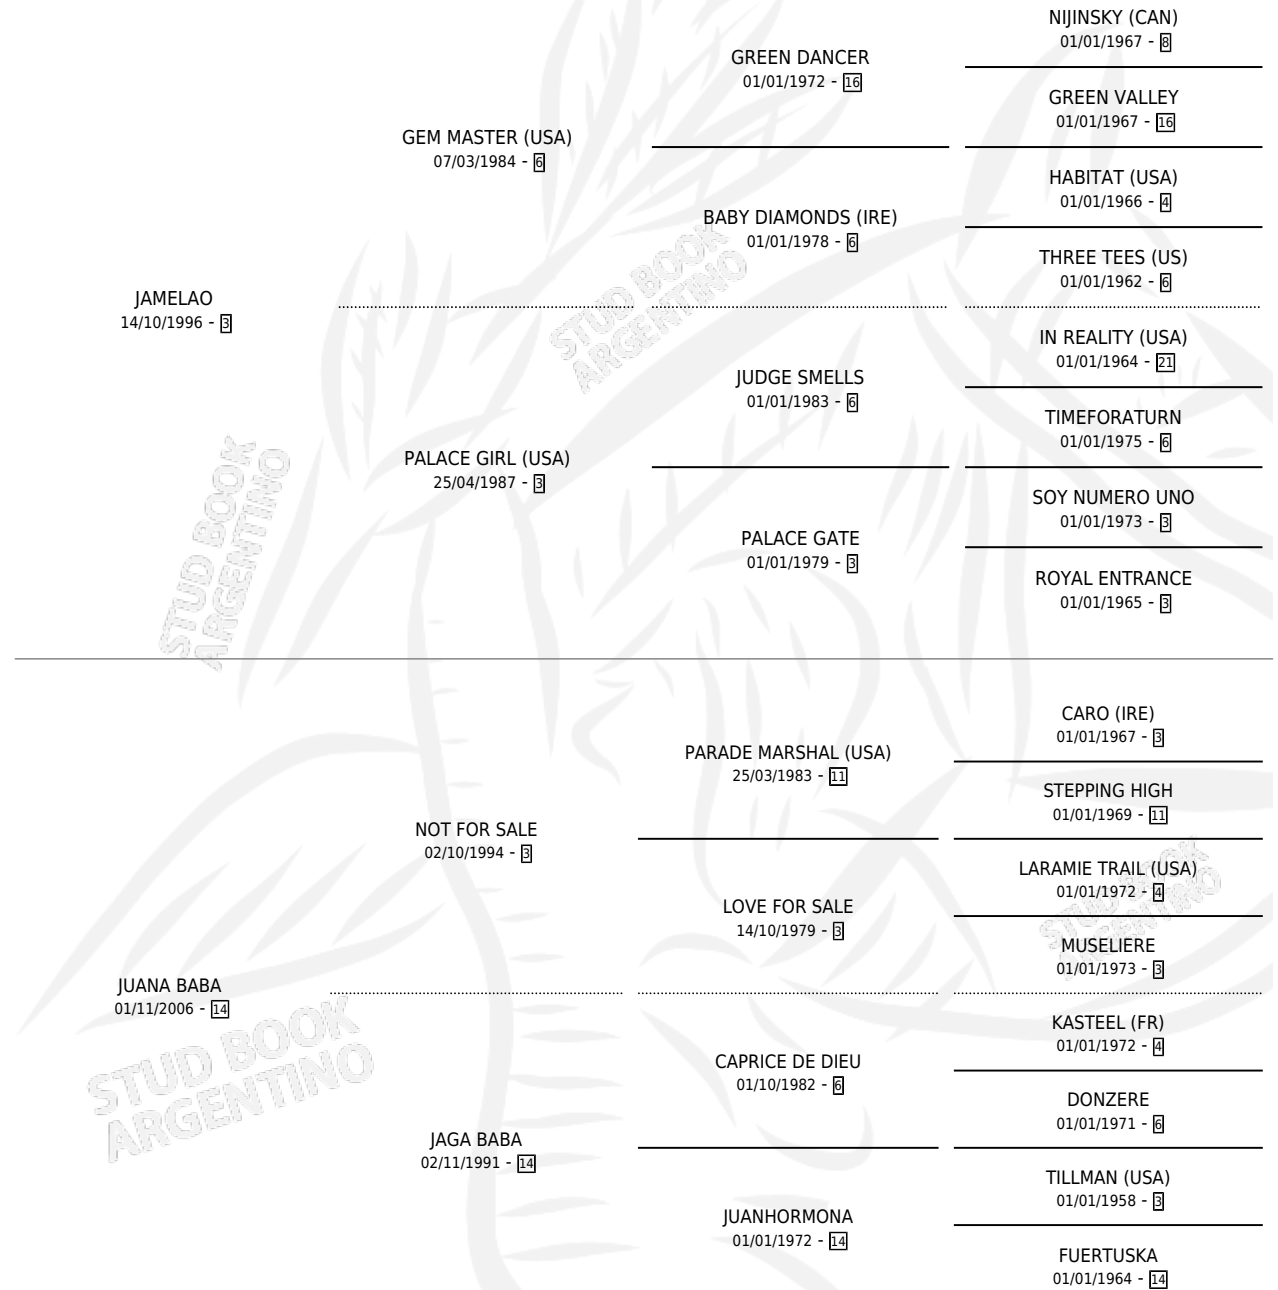 JAMELAO
14/10/1996 - 3
GEM MASTER (USA)
07/03/1984 - 6
PALACE GIRL (USA)
25/04/1987 - 3
GREEN DANCER
01/01/1972 - 16
BABY DIAMONDS (IRE)
01/01/1978 - 6
JUDGE SMELLS
01/01/1983 - 6
PALACE GATE
01/01/1979 - 3
NIJINSKY (CAN)
01/01/1967 - 8
GREEN VALLEY
01/01/1967 - 16
HABITAT (USA)
01/01/1966 - 4
THREE TEES (US)
01/01/1962 - 6
IN REALITY (USA)
01/01/1964 - 21
TIMEFORATURN
01/01/1975 - 6
SOY NUMERO UNO
01/01/1973 - 3
ROYAL ENTRANCE
01/01/1965 - 3
STUD BOOK
ARGENTINO
STUD BOOK
ARGENTINO
JUANA BABA
01/11/2006 - 14
NOT FOR SALE
02/10/1994 - 3
JAGA BABA
02/11/1991 - 14
PARADE MARSHAL (USA)
25/03/1983 - 11
LOVE FOR SALE
14/10/1979 - 3
CAPRICE DE DIEU
01/10/1982 - 6
JUANHORMONA
01/01/1972 - 14
CARO (IRE)
01/01/1967 - 3
STEPPING HIGH
01/01/1969 - 11
LARAMIE TRAIL (USA)
01/01/1972 - 4
MUSELIERE
01/01/1973 - 3
KASTEEL (FR)
01/01/1972 - 4
DONZERE
01/01/1971 - 6
TILLMAN (USA)
01/01/1958 - 3
FUERTUSKA
01/01/1964 - 14
STUD BOOK
ARGENTINO
STUD BOOK
ARGENTINO